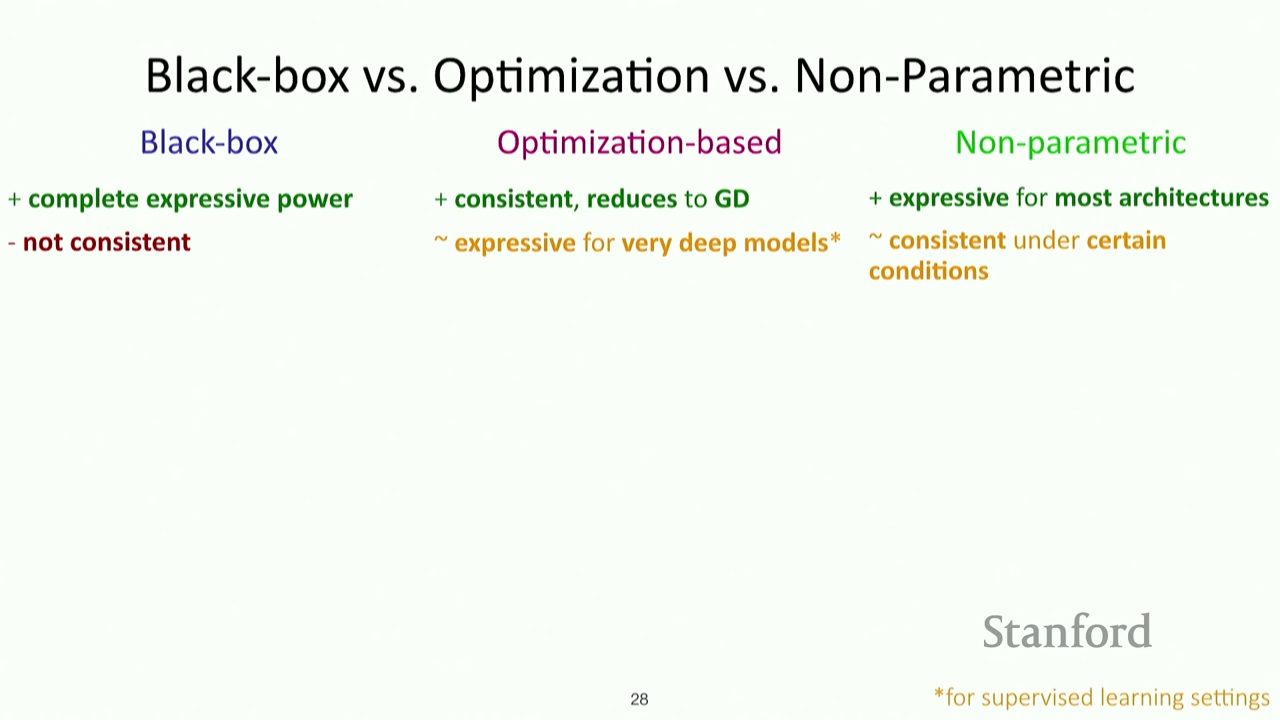 Black-box vs. Optimization vs. Non-Parametric
Black-box
+ complete expressive power
- not consistent
Optimization-based
+ consistent, reduces to GD
~ expressive for very deep models*
Non-parametric
+ expressive for most architectures
~ consistent under certain
conditions
Stanford
28
*for supervised learning settings